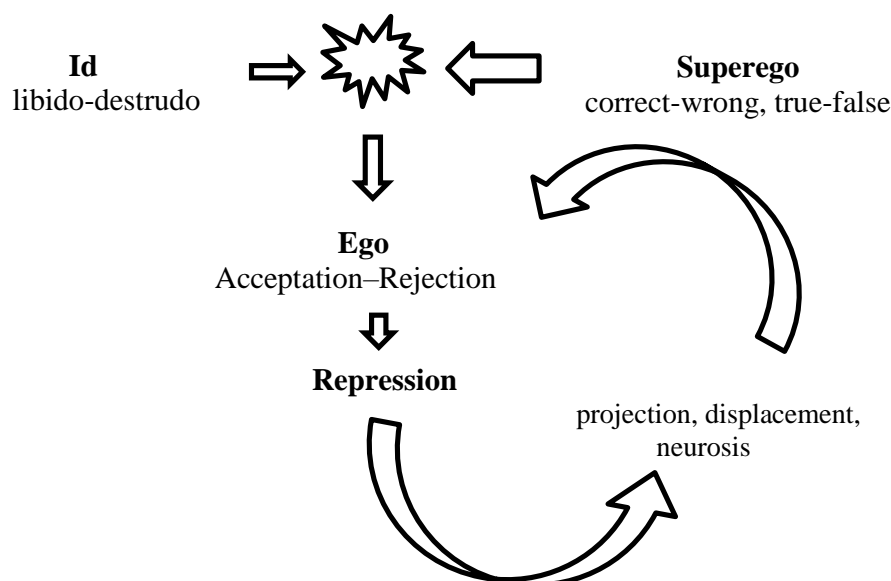 Id
libido-destrudo
Superego
correct-wrong, true-false
Ego
Acceptation–Rejection
Repression
projection, displacement,
neurosis